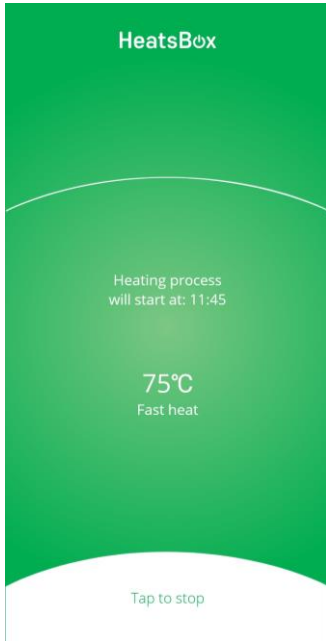 HeatsBox
Heating process
will start at: 11:45
75°C
Fast heat
Tap to stop